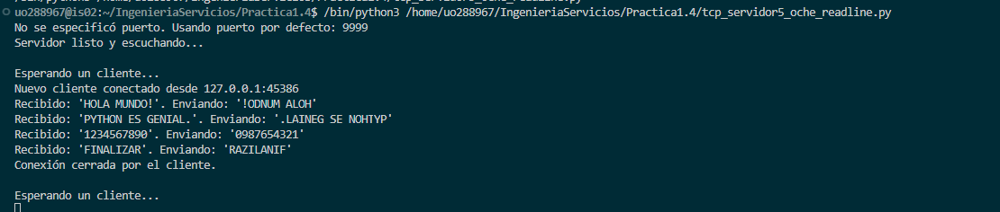 uo288967@is02:~/IngenieriaServicios/Practica1.4$ /bin/python3 /home/uo288967/IngenieriaServicios/Practica1.4/tcp_servidor5_oche_readline.py
No se especificó puerto. Usando puerto por defecto: 9999
Servidor listo y escuchando...
Esperando un cliente...
Nuevo cliente conectado desde 127.0.0.1:45386
Recibido: 'HOLA MUNDO!'. Enviando: '!ODNUM ALOH'
Recibido: 'PYTHON ES GENIAL.'. Enviando: '.LAINEG SE NOHTYP'
Recibido: '1234567890'. Enviando: '0987654321'
Recibido: 'FINALIZAR'. Enviando: 'RAZILANIF'
Conexión cerrada por el cliente.
Esperando un cliente...